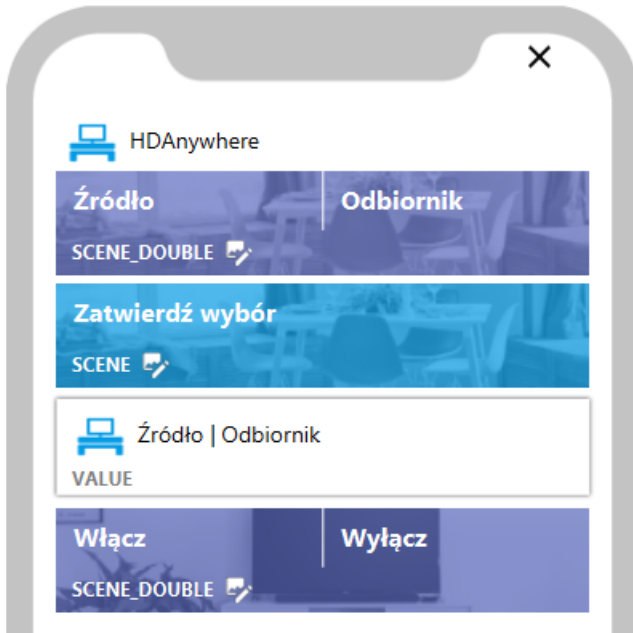 HDAnywhere
Źródło Odbiornik
SCENE_DOUBLE
Zatwierdź wybór
SCENE
Źródło | Odbiornik
VALUE
Włącz Wyłącz
SCENE_DOUBLE